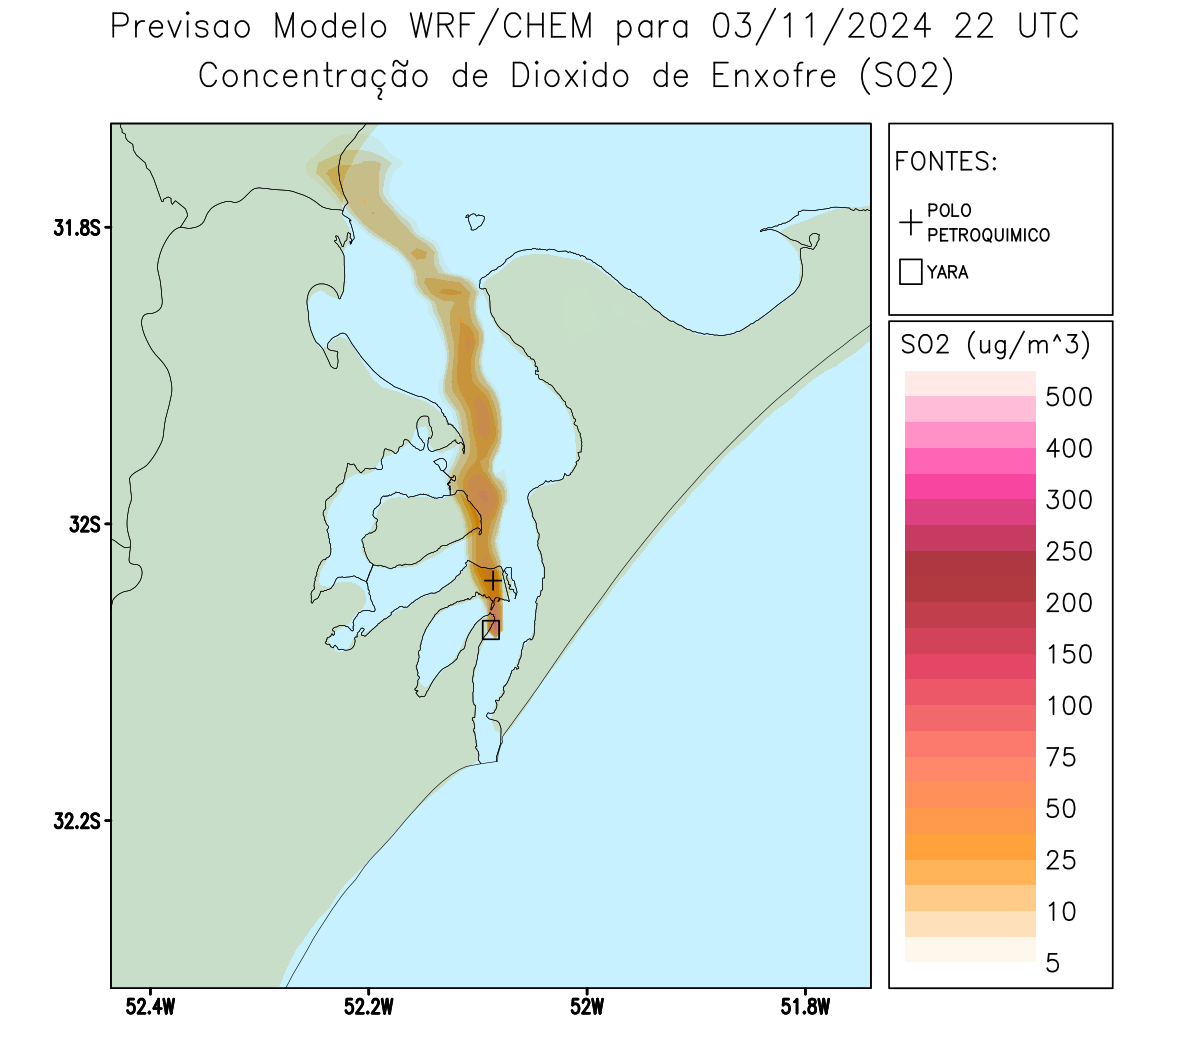 Previsao Modelo WRF/CHEM para 03/11/2024 22 UTC
Concentração de Dioxido de Enxofre (SO2)
FONTES:
POLO
PETROQUIMICO
YARA
31.8S
32S
32.2S
52.4W
52.2W
52W
51.8W
SO2 (ug/m^3)
500
400
300
250
200
150
100
75
50
25
10
5